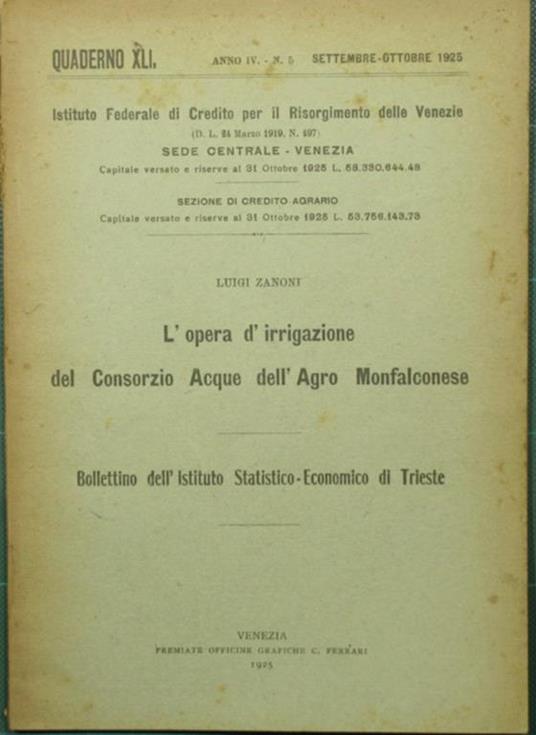 QUADERNO XLI. ANNO IV. - N. 5 SETTEMBRE-OTTOBRE 1925
Istituto Federale di Credito per il Risorgimento delle Venezie
(D. L. 24 Marzo 1919, N. 497)
SEDE CENTRALE - VENEZIA
Capitale versato e riserve al 31 Ottobre 1925 L. 58.330.644.48
SEZIONE DI CREDITO AGRARIO
Capitale versato e riserve al 31 Ottobre 1925 L. 53.756.143.73
LUIGI ZANONI
L' opera d' irrigazione
del Consorzio Acque dell' Agro Monfalconese
Bollettino dell' Istituto Statistico-Economico di Trieste
VENEZIA
PREMIATE OFFICINE GRAFICHE C. FERRARI
1925